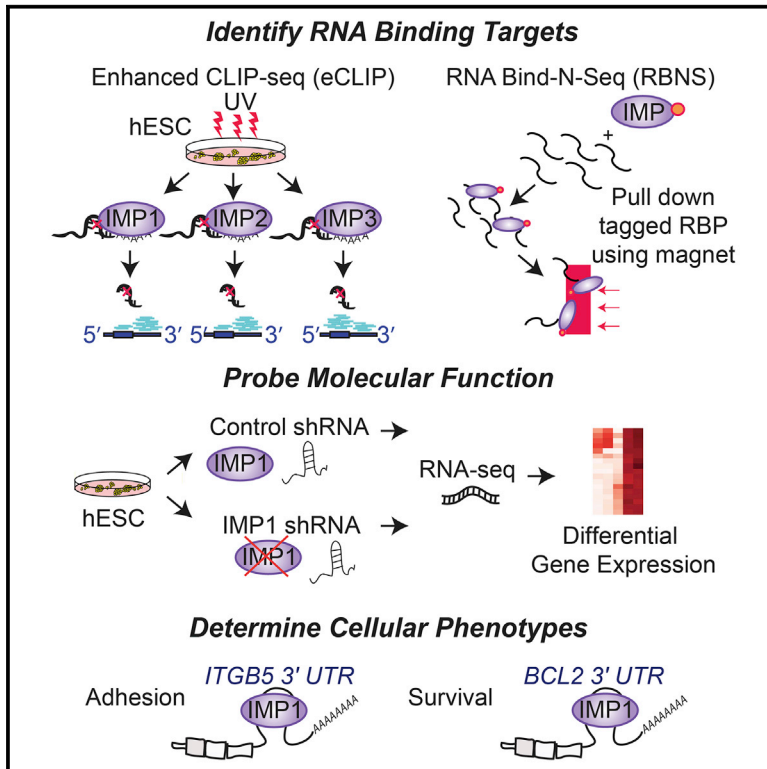 Identify RNA Binding Targets
Enhanced CLIP-seq (eCLIP)
UV
hESC
IMP1
IMP2
IMP3
AAAA
AAAA
AAAA
5′ 3′
5′ 3′
5′ 3′
RNA Bind-N-Seq (RBNS)
IMP
+
Pull down
tagged RBP
using magnet
Probe Molecular Function
hESC
Control shRNA
IMP1
IMP1 shRNA
IMP1
RNA-seq
Differential
Gene Expression
Determine Cellular Phenotypes
Adhesion
ITGB5 3′ UTR
IMP1
AAAAAAAA
Survival
BCL2 3′ UTR
IMP1
AAAAAAAA